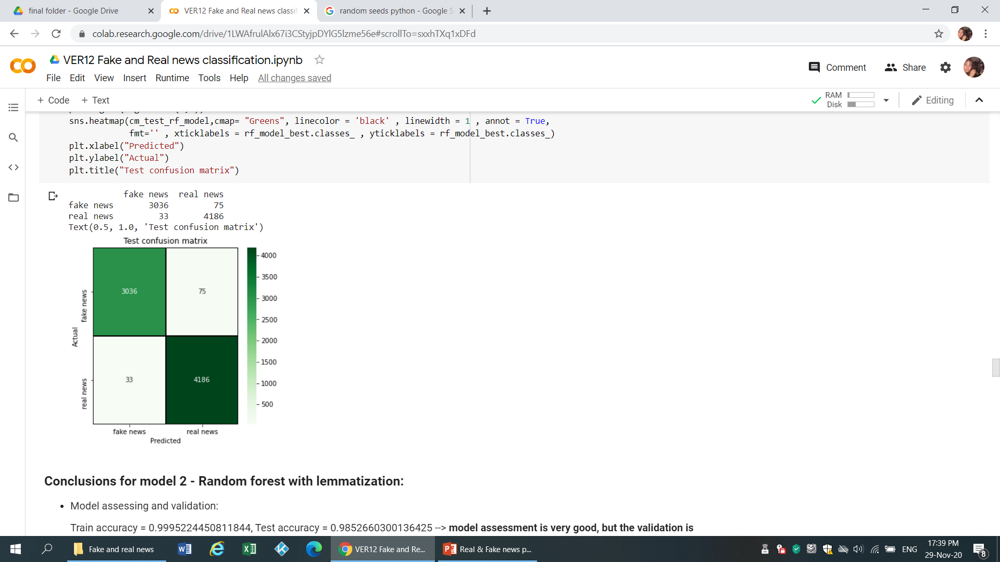 final folder - Google Drive
VER12 Fake and Real news classif
random seeds python - Google S
colab.research.google.com/drive/1LWAfrulAlx67i3CStyjpDYlG5lzme56e#scrollTo=sxxhTXq1xDFd
VER12 Fake and Real news classification.ipynb
Comment
Share
File Edit View Insert Runtime Tools Help All changes saved
+ Code + Text
RAM
Disk
Editing
sns.heatmap(cm_test_rf_model,cmap= "Greens", linecolor = 'black' , linewidth = 1 , annot = True,
fmt='' , xticklabels = rf_model_best.classes_ , yticklabels = rf_model_best.classes_)
plt.xlabel("Predicted")
plt.ylabel("Actual")
plt.title("Test confusion matrix")
fake news real news
fake news 3036 75
real news 33 4186
Text(0.5, 1.0, 'Test confusion matrix')
Test confusion matrix
3036 75
33 4186
fake news
real news
Actual
fake news real news
Predicted
4000
3500
3000
2500
2000
1500
1000
500
Conclusions for model 2 - Random forest with lemmatization:
• Model assessing and validation:
Train accuracy = 0.9995224450811844, Test accuracy = 0.9852660300136425 --> model assessment is very good, but the validation is
Fake and real news
VER12 Fake and Re...
Real & Fake news p...
ENG
17:39 PM
29-Nov-20
8